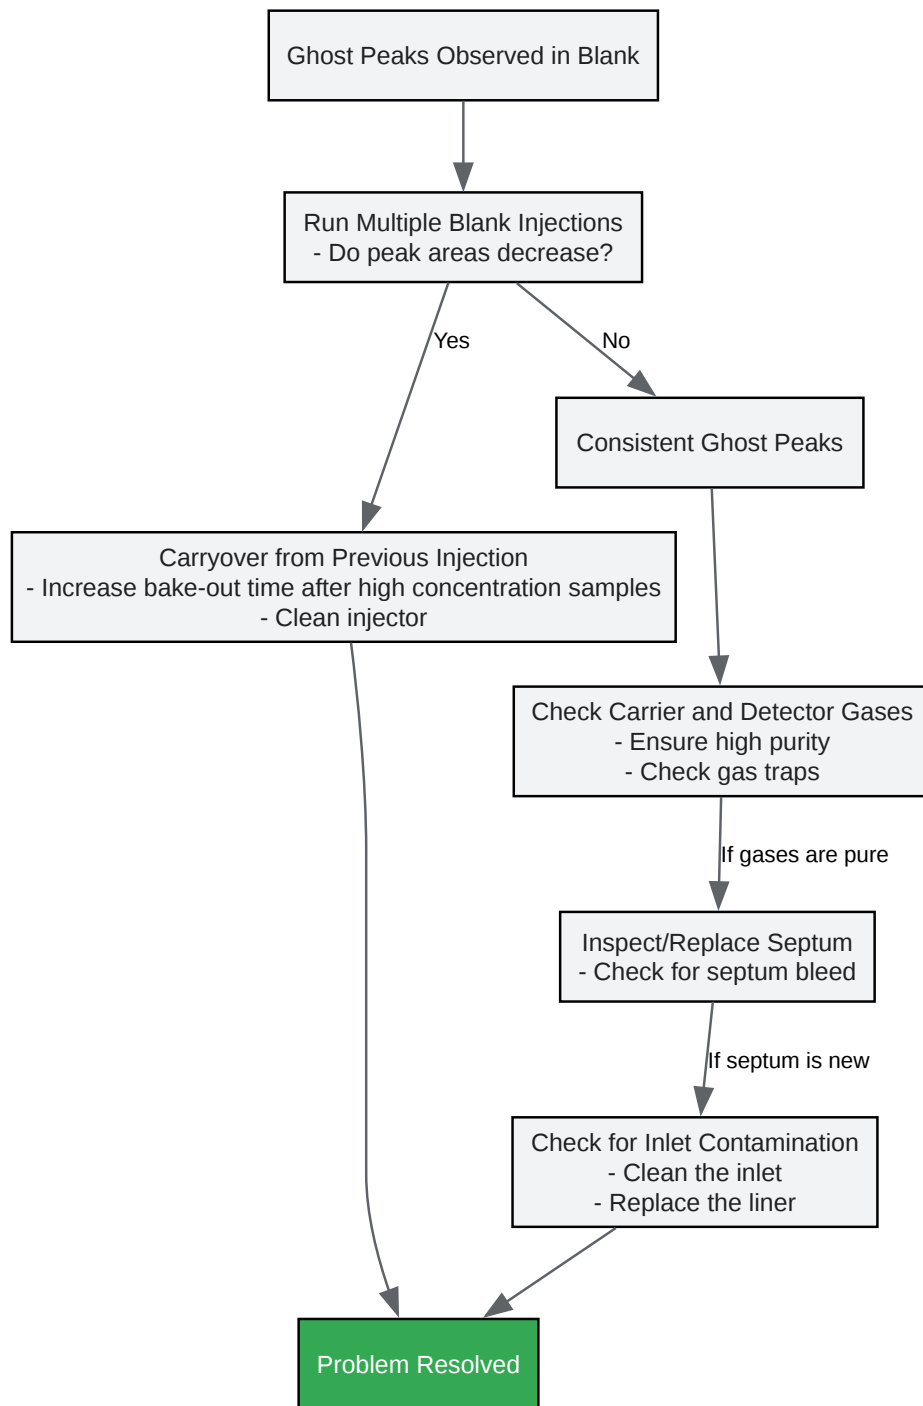 Ghost Peaks Observed in Blank
Run Multiple Blank Injections
- Do peak areas decrease?
Yes
No
Consistent Ghost Peaks
Carryover from Previous Injection
- Increase bake-out time after high concentration samples
- Clean injector
Check Carrier and Detector Gases
- Ensure high purity
- Check gas traps
If gases are pure
Inspect/Replace Septum
- Check for septum bleed
If septum is new
Check for Inlet Contamination
- Clean the inlet
- Replace the liner
Problem Resolved